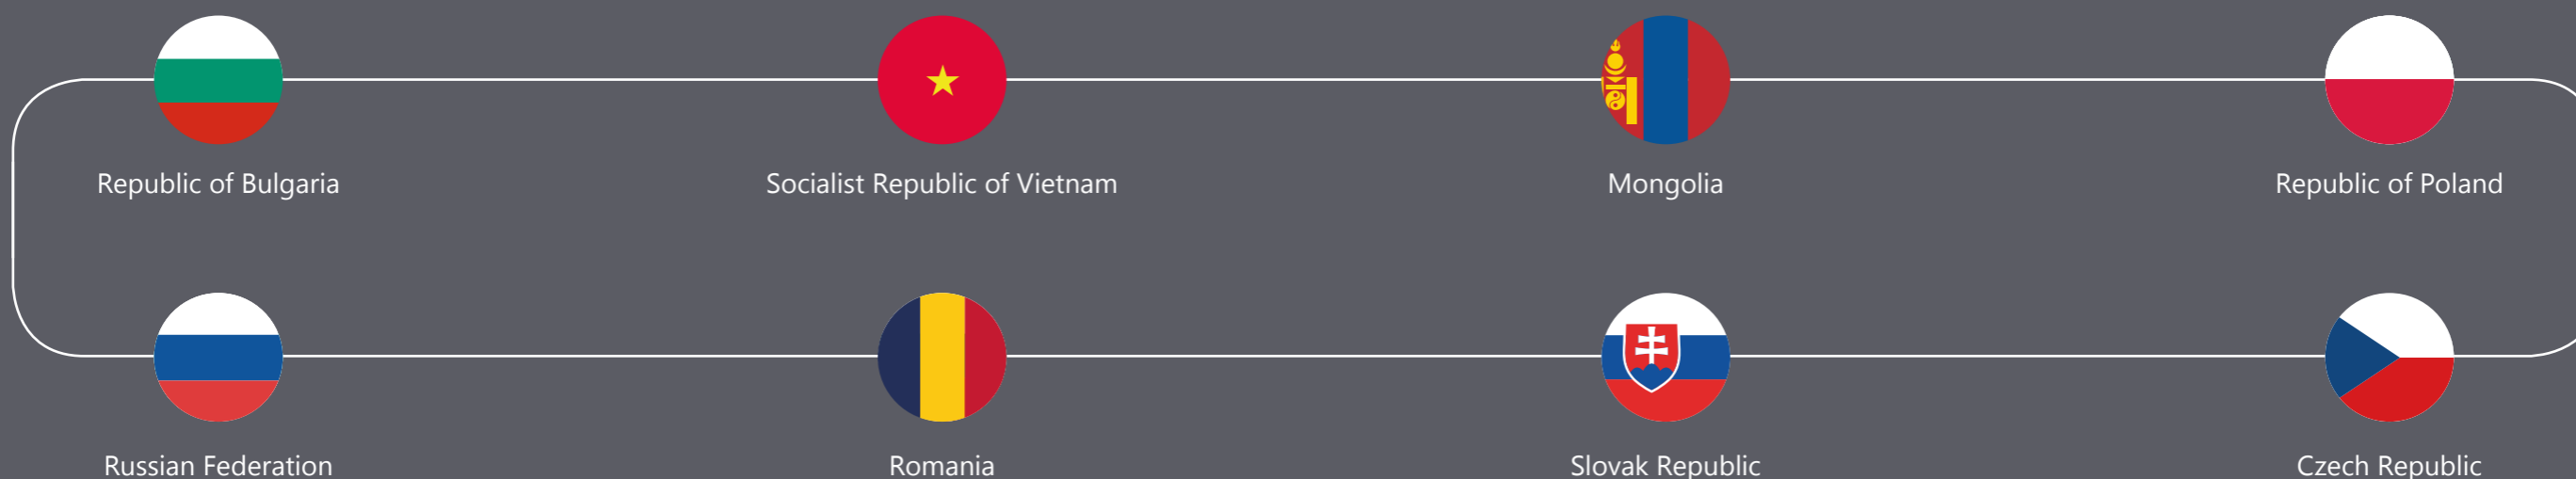 Republic of Bulgaria
Socialist Republic of Vietnam
Mongolia
Republic of Poland
Russian Federation
Romania
Slovak Republic
Czech Republic